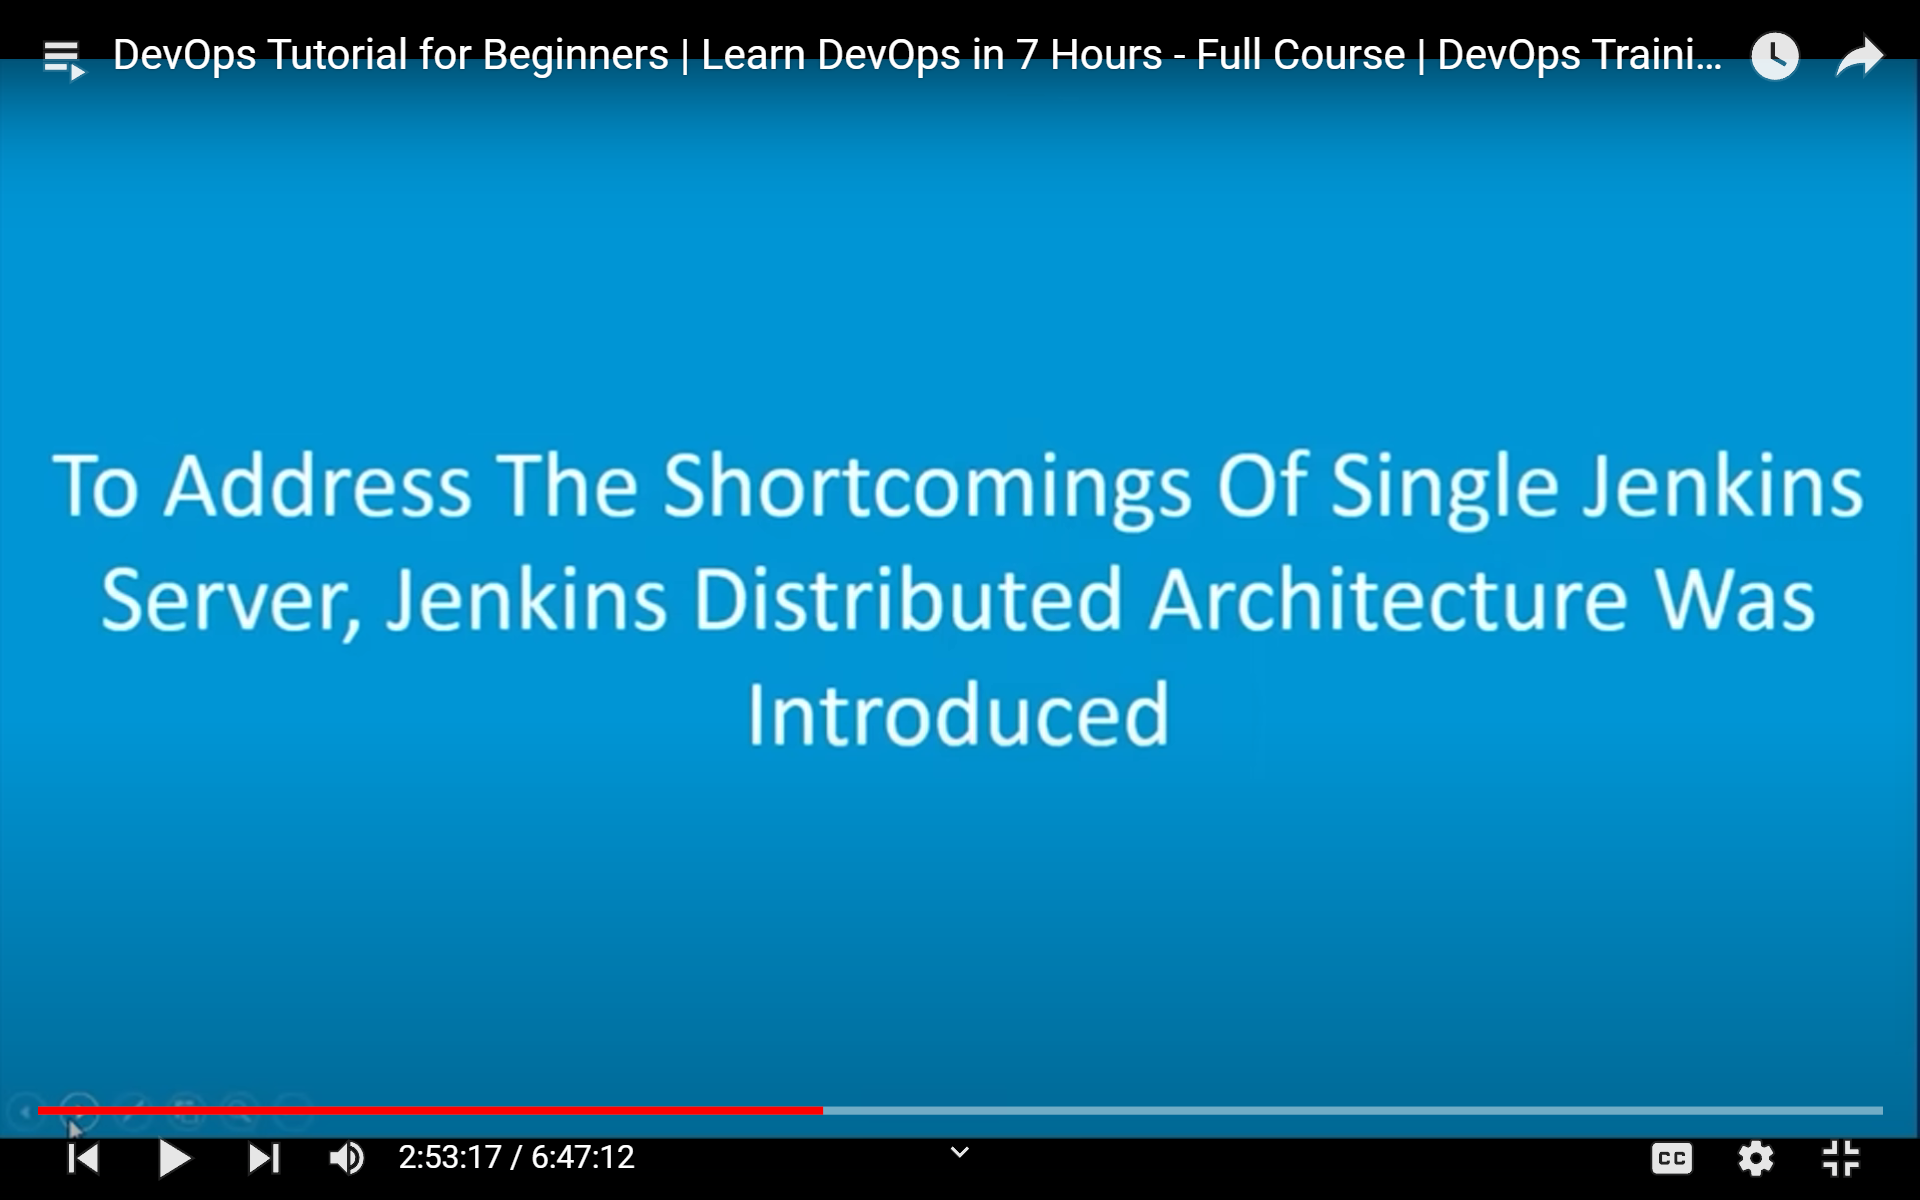 DevOps Tutorial for Beginners | Learn DevOps in 7 Hours - Full Course | DevOps Traini...
To Address The Shortcomings Of Single Jenkins
Server, Jenkins Distributed Architecture Was
Introduced
2:53:17 / 6:47:12
CC